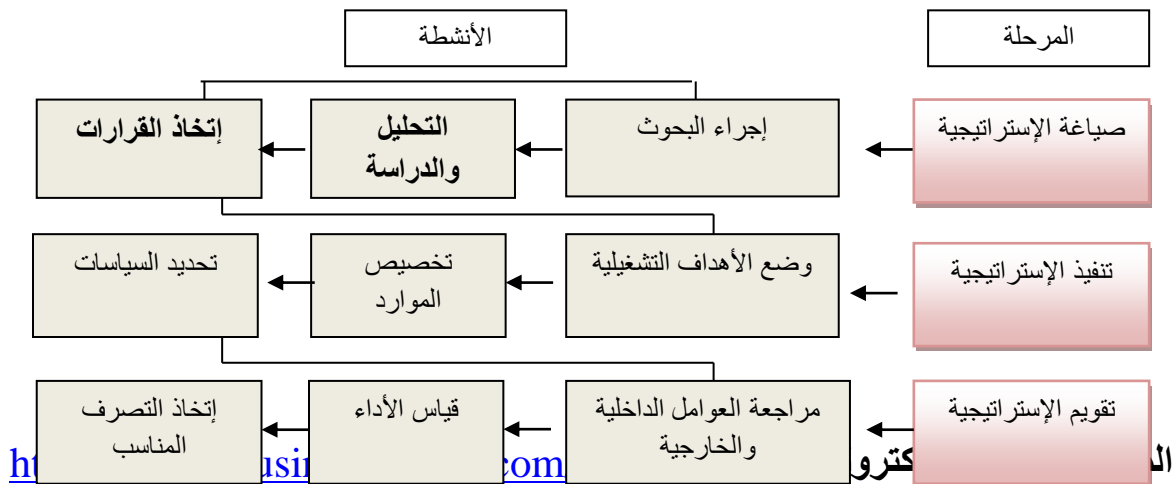 المرحلة
الأنشطة
صياغة الإستراتيجية
إجراء البحوث
التحليل
والدراسة
إتخاذ القرارات
تنفيذ الإستراتيجية
وضع الأهداف التشغيلية
تخصيص
الموارد
تحديد السياسات
تقويم الإستراتيجية
مراجعة العوامل الداخلية
والخارجية
قياس الأداء
إتخاذ التصرف
المناسب